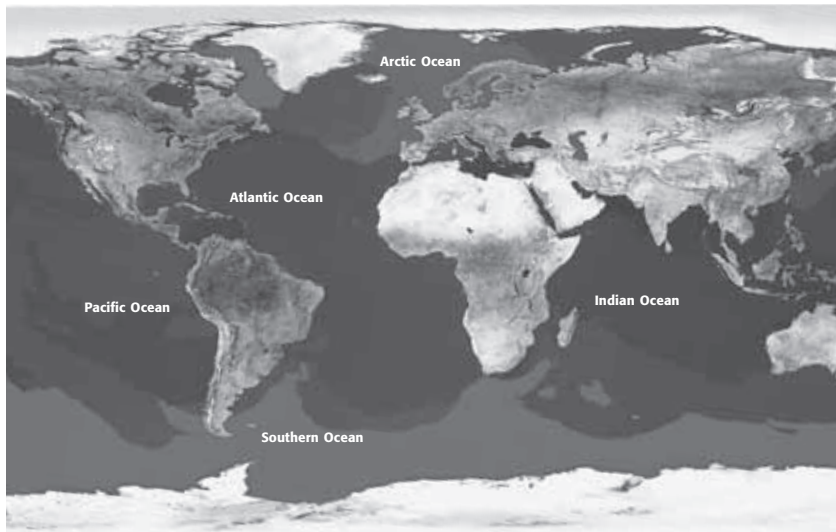 Arctic Ocean
Atlantic Ocean
Pacific Ocean
Indian Ocean
Southern Ocean